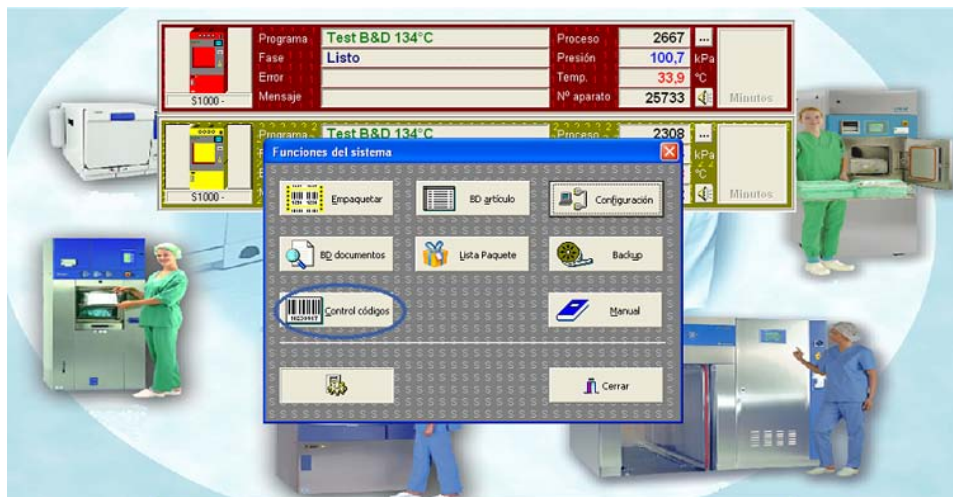 Programa Test B&D 134°C Proceso 2667 ...
Fase Listo Presión 100,7 kPa
Error Temp. 33,9 °C
Mensaje Nº aparato 25733 Minutos
S1000 -
Programa Test B&D 134°C Proceso 2308 ...
kPa
°C
S1000 - Minutos
Funciones del sistema
Empaquetar BD artículo Configuración
BD documentos Lista Paquete Backup
Control códigos Manual
Cerrar